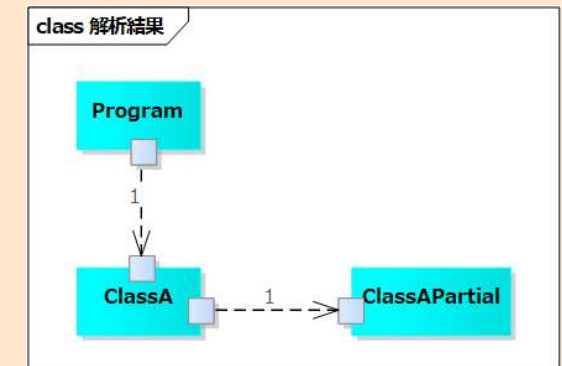 class 解析結果
Program
1
ClassA
1
ClassAPartial